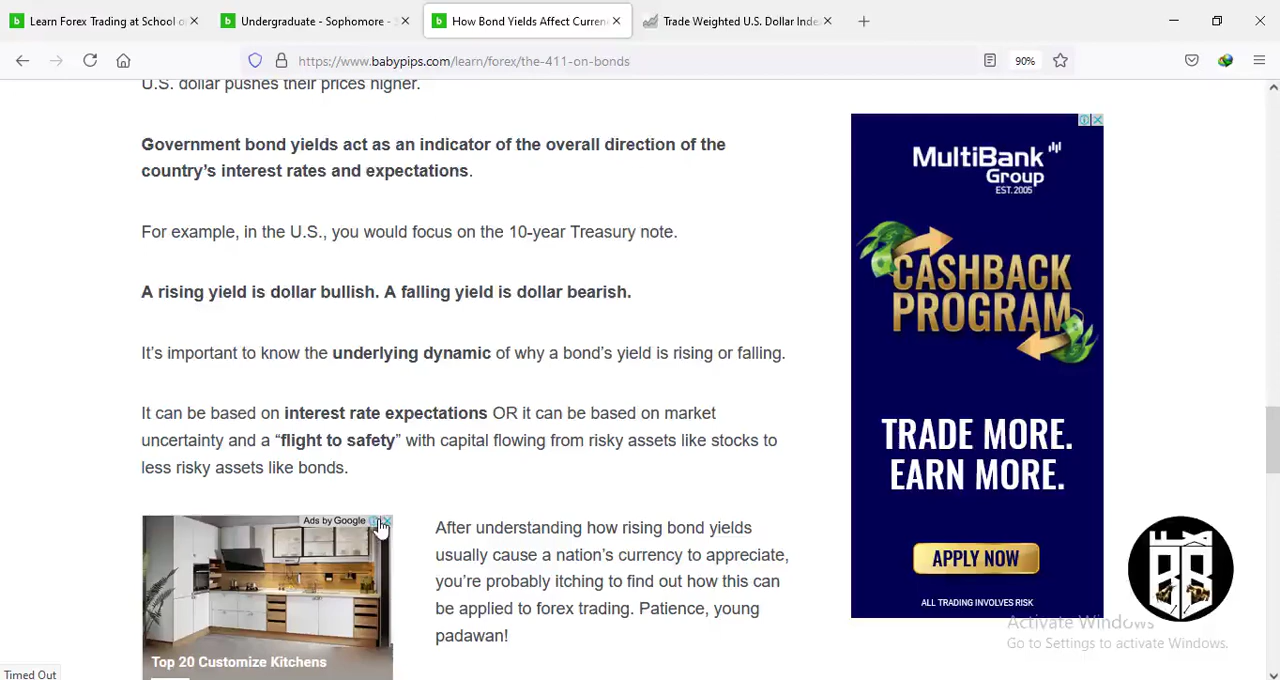 Learn Forex Trading at School o
Undergraduate - Sophomore -
How Bond Yields Affect Curren
Trade Weighted U.S. Dollar Inde
https://www.babypips.com/learn/forex/the-411-on-bonds
90%
U.S. dollar pushes their prices higher.
Government bond yields act as an indicator of the overall direction of the
country’s interest rates and expectations.
For example, in the U.S., you would focus on the 10-year Treasury note.
A rising yield is dollar bullish. A falling yield is dollar bearish.
It’s important to know the underlying dynamic of why a bond’s yield is rising or falling.
It can be based on interest rate expectations OR it can be based on market
uncertainty and a “flight to safety” with capital flowing from risky assets like stocks to
less risky assets like bonds.
Ads by Google
Top 20 Customize Kitchens
After understanding how rising bond yields
usually cause a nation’s currency to appreciate,
you’re probably itching to find out how this can
be applied to forex trading. Patience, young
padawan!
MultiBank
Group
EST. 2005
CASHBACK
PROGRAM
TRADE MORE.
EARN MORE.
APPLY NOW
ALL TRADING INVOLVES RISK
BB
Activate Windows
Go to Settings to activate Windows.
Timed Out